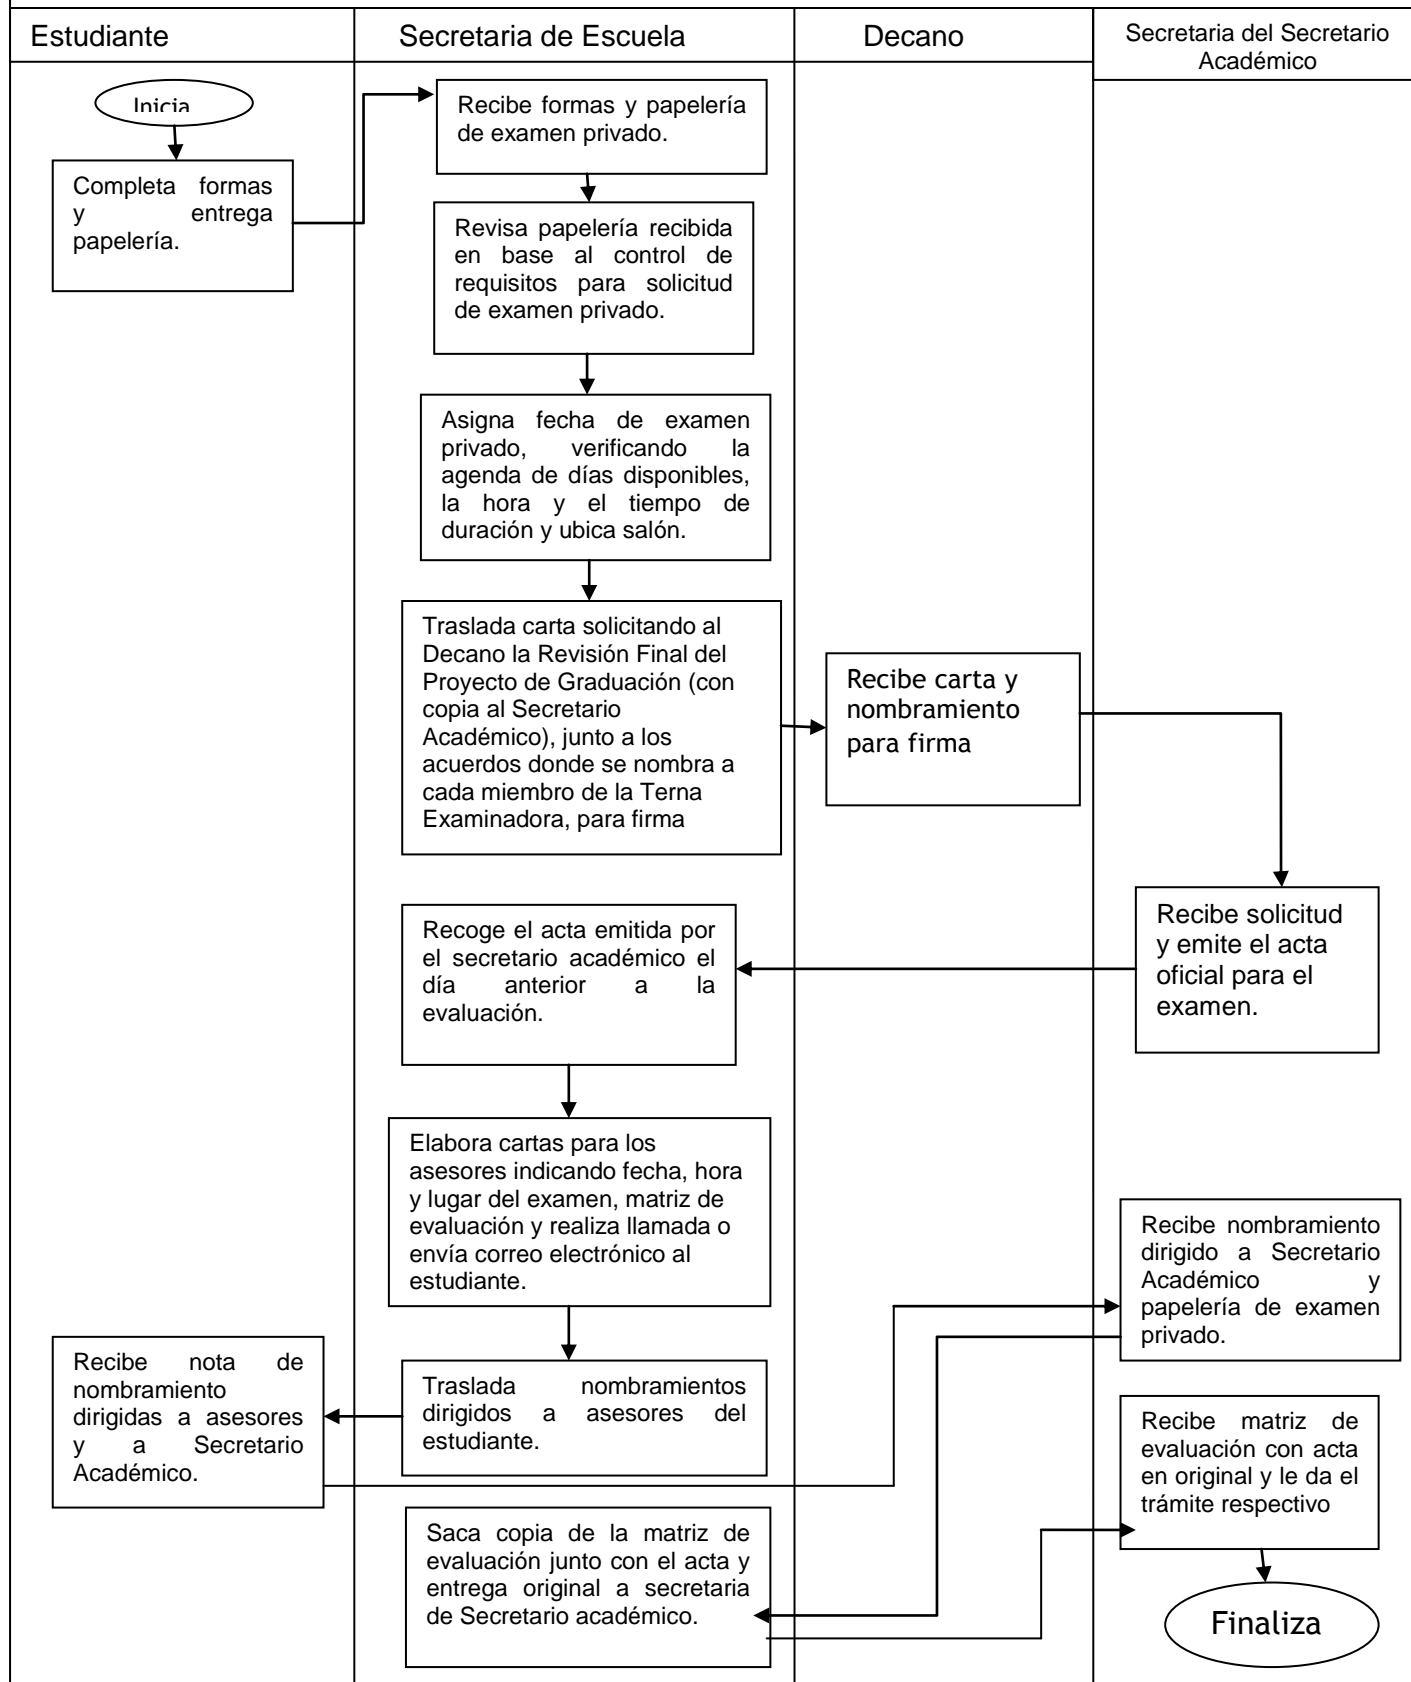 Estudiante
Secretaria de Escuela
Decano
Secretaria del Secretario
Académico
Inicia
Completa formas
y entrega
papelería.
Recibe formas y papelería
de examen privado.
Revisa papelería recibida
en base al control de
requisitos para solicitud
de examen privado.
Asigna fecha de examen
privado, verificando la
agenda de días disponibles,
la hora y el tiempo de
duración y ubica salón.
Traslada carta solicitando al
Decano la Revisión Final del
Proyecto de Graduación (con
copia al Secretario
Académico), junto a los
acuerdos donde se nombra a
cada miembro de la Terna
Examinadora, para firma
Recibe carta y
nombramiento
para firma
Recibe solicitud
y emite el acta
oficial para el
examen.
Recoge el acta emitida por
el secretario académico el
día anterior a la
evaluación.
Elabora cartas para los
asesores indicando fecha, hora
y lugar del examen, matriz de
evaluación y realiza llamada o
envía correo electrónico al
estudiante.
Traslada nombramientos
dirigidos a asesores del
estudiante.
Recibe nota de
nombramiento
dirigidas a asesores
y a Secretario
Académico.
Recibe nombramiento
dirigido a Secretario
Académico y
papelería de examen
privado.
Saca copia de la matriz de
evaluación junto con el acta y
entrega original a secretaria
de Secretario académico.
Recibe matriz de
evaluación con acta
en original y le da el
trámite respectivo
Finaliza